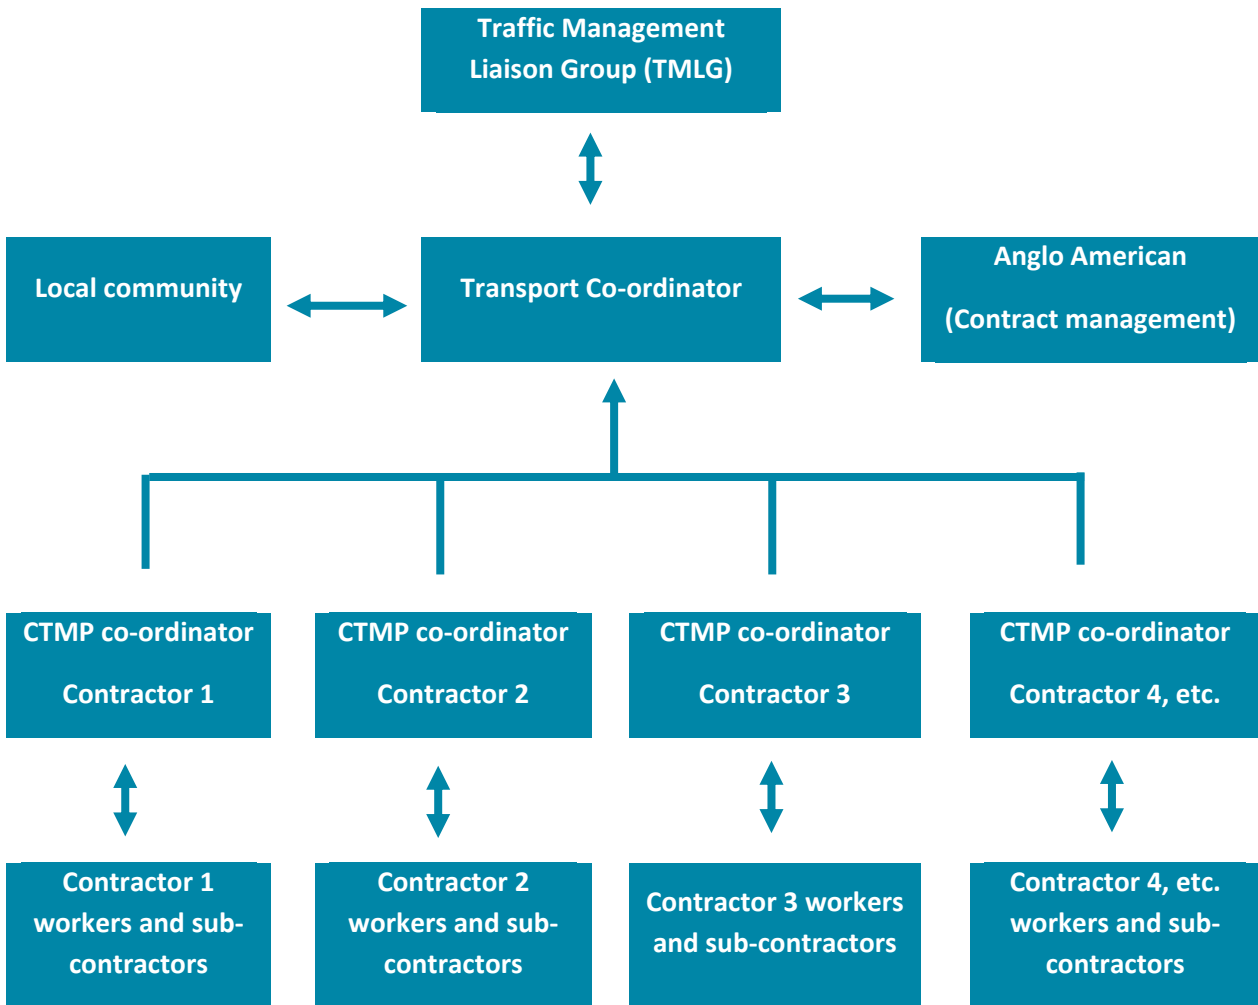 Traffic Management
Liaison Group (TMLG)
Local community
Transport Co-ordinator
Anglo American
(Contract management)
CTMP co-ordinator
Contractor 1
CTMP co-ordinator
Contractor 2
CTMP co-ordinator
Contractor 3
CTMP co-ordinator
Contractor 4, etc.
Contractor 1
workers and sub-
contractors
Contractor 2
workers and sub-
contractors
Contractor 3 workers
and sub-contractors
Contractor 4, etc.
workers and sub-
contractors